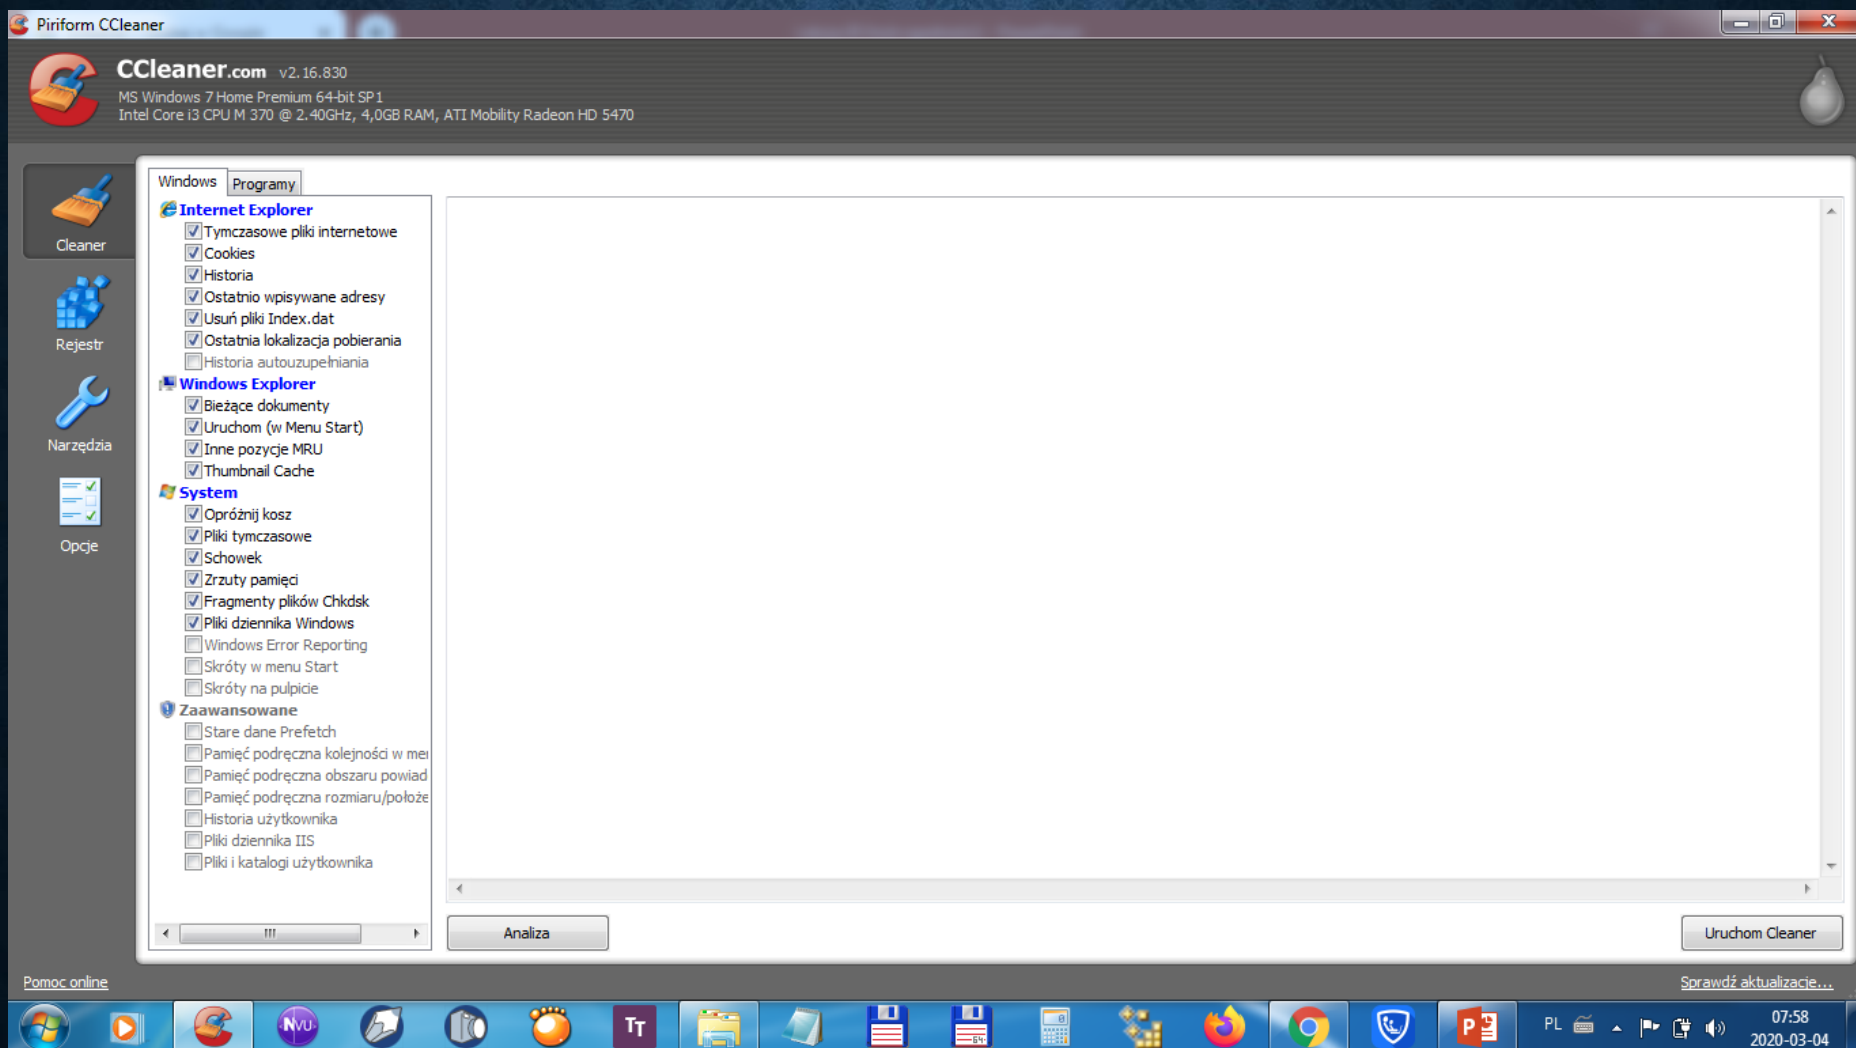 Piriform CCleaner
CCleaner.com v2.16.830
MS Windows 7 Home Premium 64-bit SP1
Intel Core i3 CPU M 370 @ 2.40GHz, 4,0GB RAM, ATI Mobility Radeon HD 5470
Cleaner
Rejestr
Narzędzia
Opcje
Windows
Programy
Internet Explorer
Tymczasowe pliki internetowe
Cookies
Historia
Ostatnio wpisywane adresy
Usuń pliki Index.dat
Ostatnia lokalizacja pobierania
Historia autouzupełniania
Windows Explorer
Bieżące dokumenty
Uruchom (w Menu Start)
Inne pozycje MRU
Thumbnail Cache
System
Opróżnij kosz
Pliki tymczasowe
Schowek
Zrzuty pamięci
Fragmenty plików Chkdsk
Pliki dziennika Windows
Windows Error Reporting
Skróty w menu Start
Skróty na pulpicie
Zaawansowane
Stare dane Prefetch
Pamięć podręczna kolejności w me
Pamięć podręczna obszaru powiad
Pamięć podręczna rozmiaru/położe
Historia użytkownika
Pliki dziennika IIS
Pliki i katalogi użytkownika
Analiza
Uruchom Cleaner
Pomoc online
Sprawdź aktualizacje...
NVU
TT
64
P
PL
07:58
2020-03-04